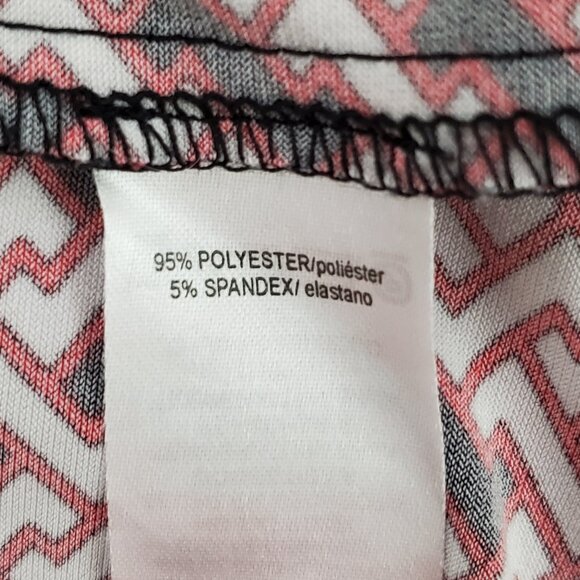 95% POLYESTER/poliéster
5% SPANDEX/ elastano